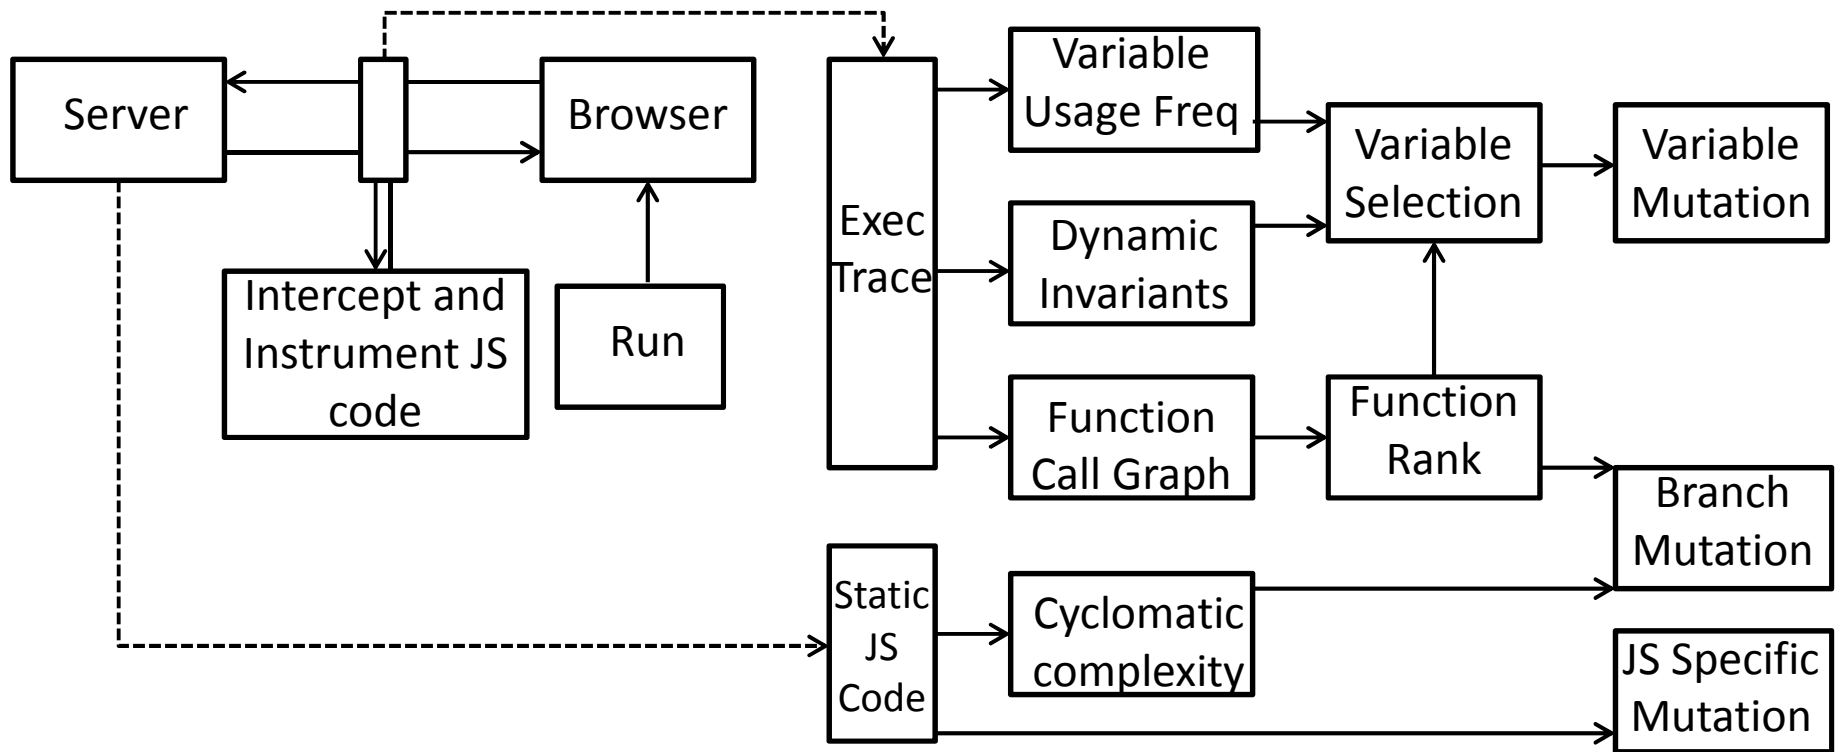 Server
Browser
Intercept and
Instrument JS
code
Run
Exec
Trace
Variable
Usage Freq
Dynamic
Invariants
Function
Call Graph
Variable
Selection
Function
Rank
Variable
Mutation
Branch
Mutation
Static
JS
Code
Cyclomatic
complexity
JS Specific
Mutation